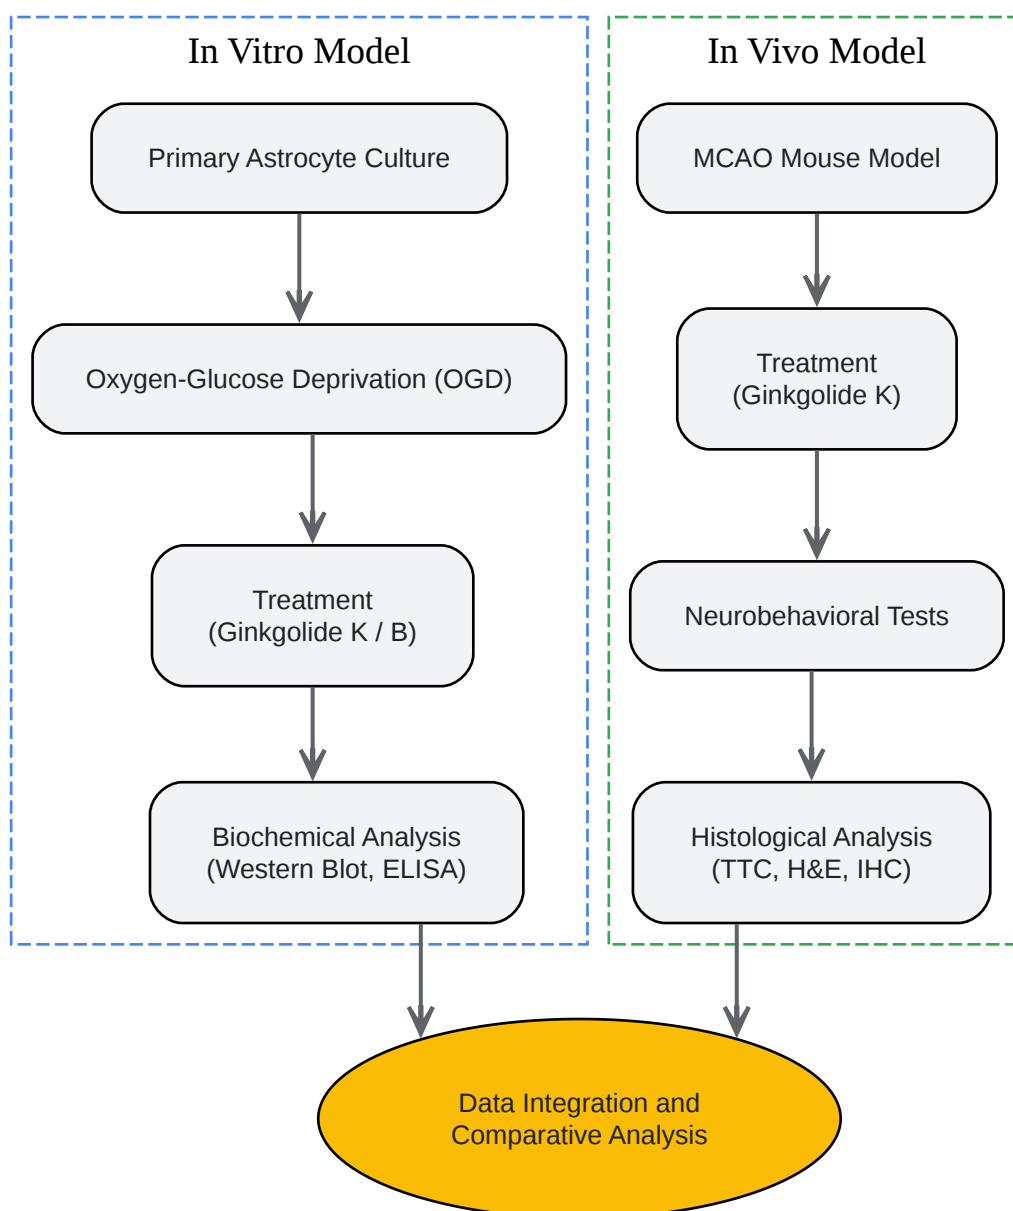 In Vitro Model
Primary Astrocyte Culture
Oxygen-Glucose Deprivation (OGD)
Treatment
(Ginkgolide K / B)
Biochemical Analysis
(Western Blot, ELISA)
In Vivo Model
MCAO Mouse Model
Treatment
(Ginkgolide K)
Neurobehavioral Tests
Histological Analysis
(TTC, H&E, IHC)
Data Integration and
Comparative Analysis